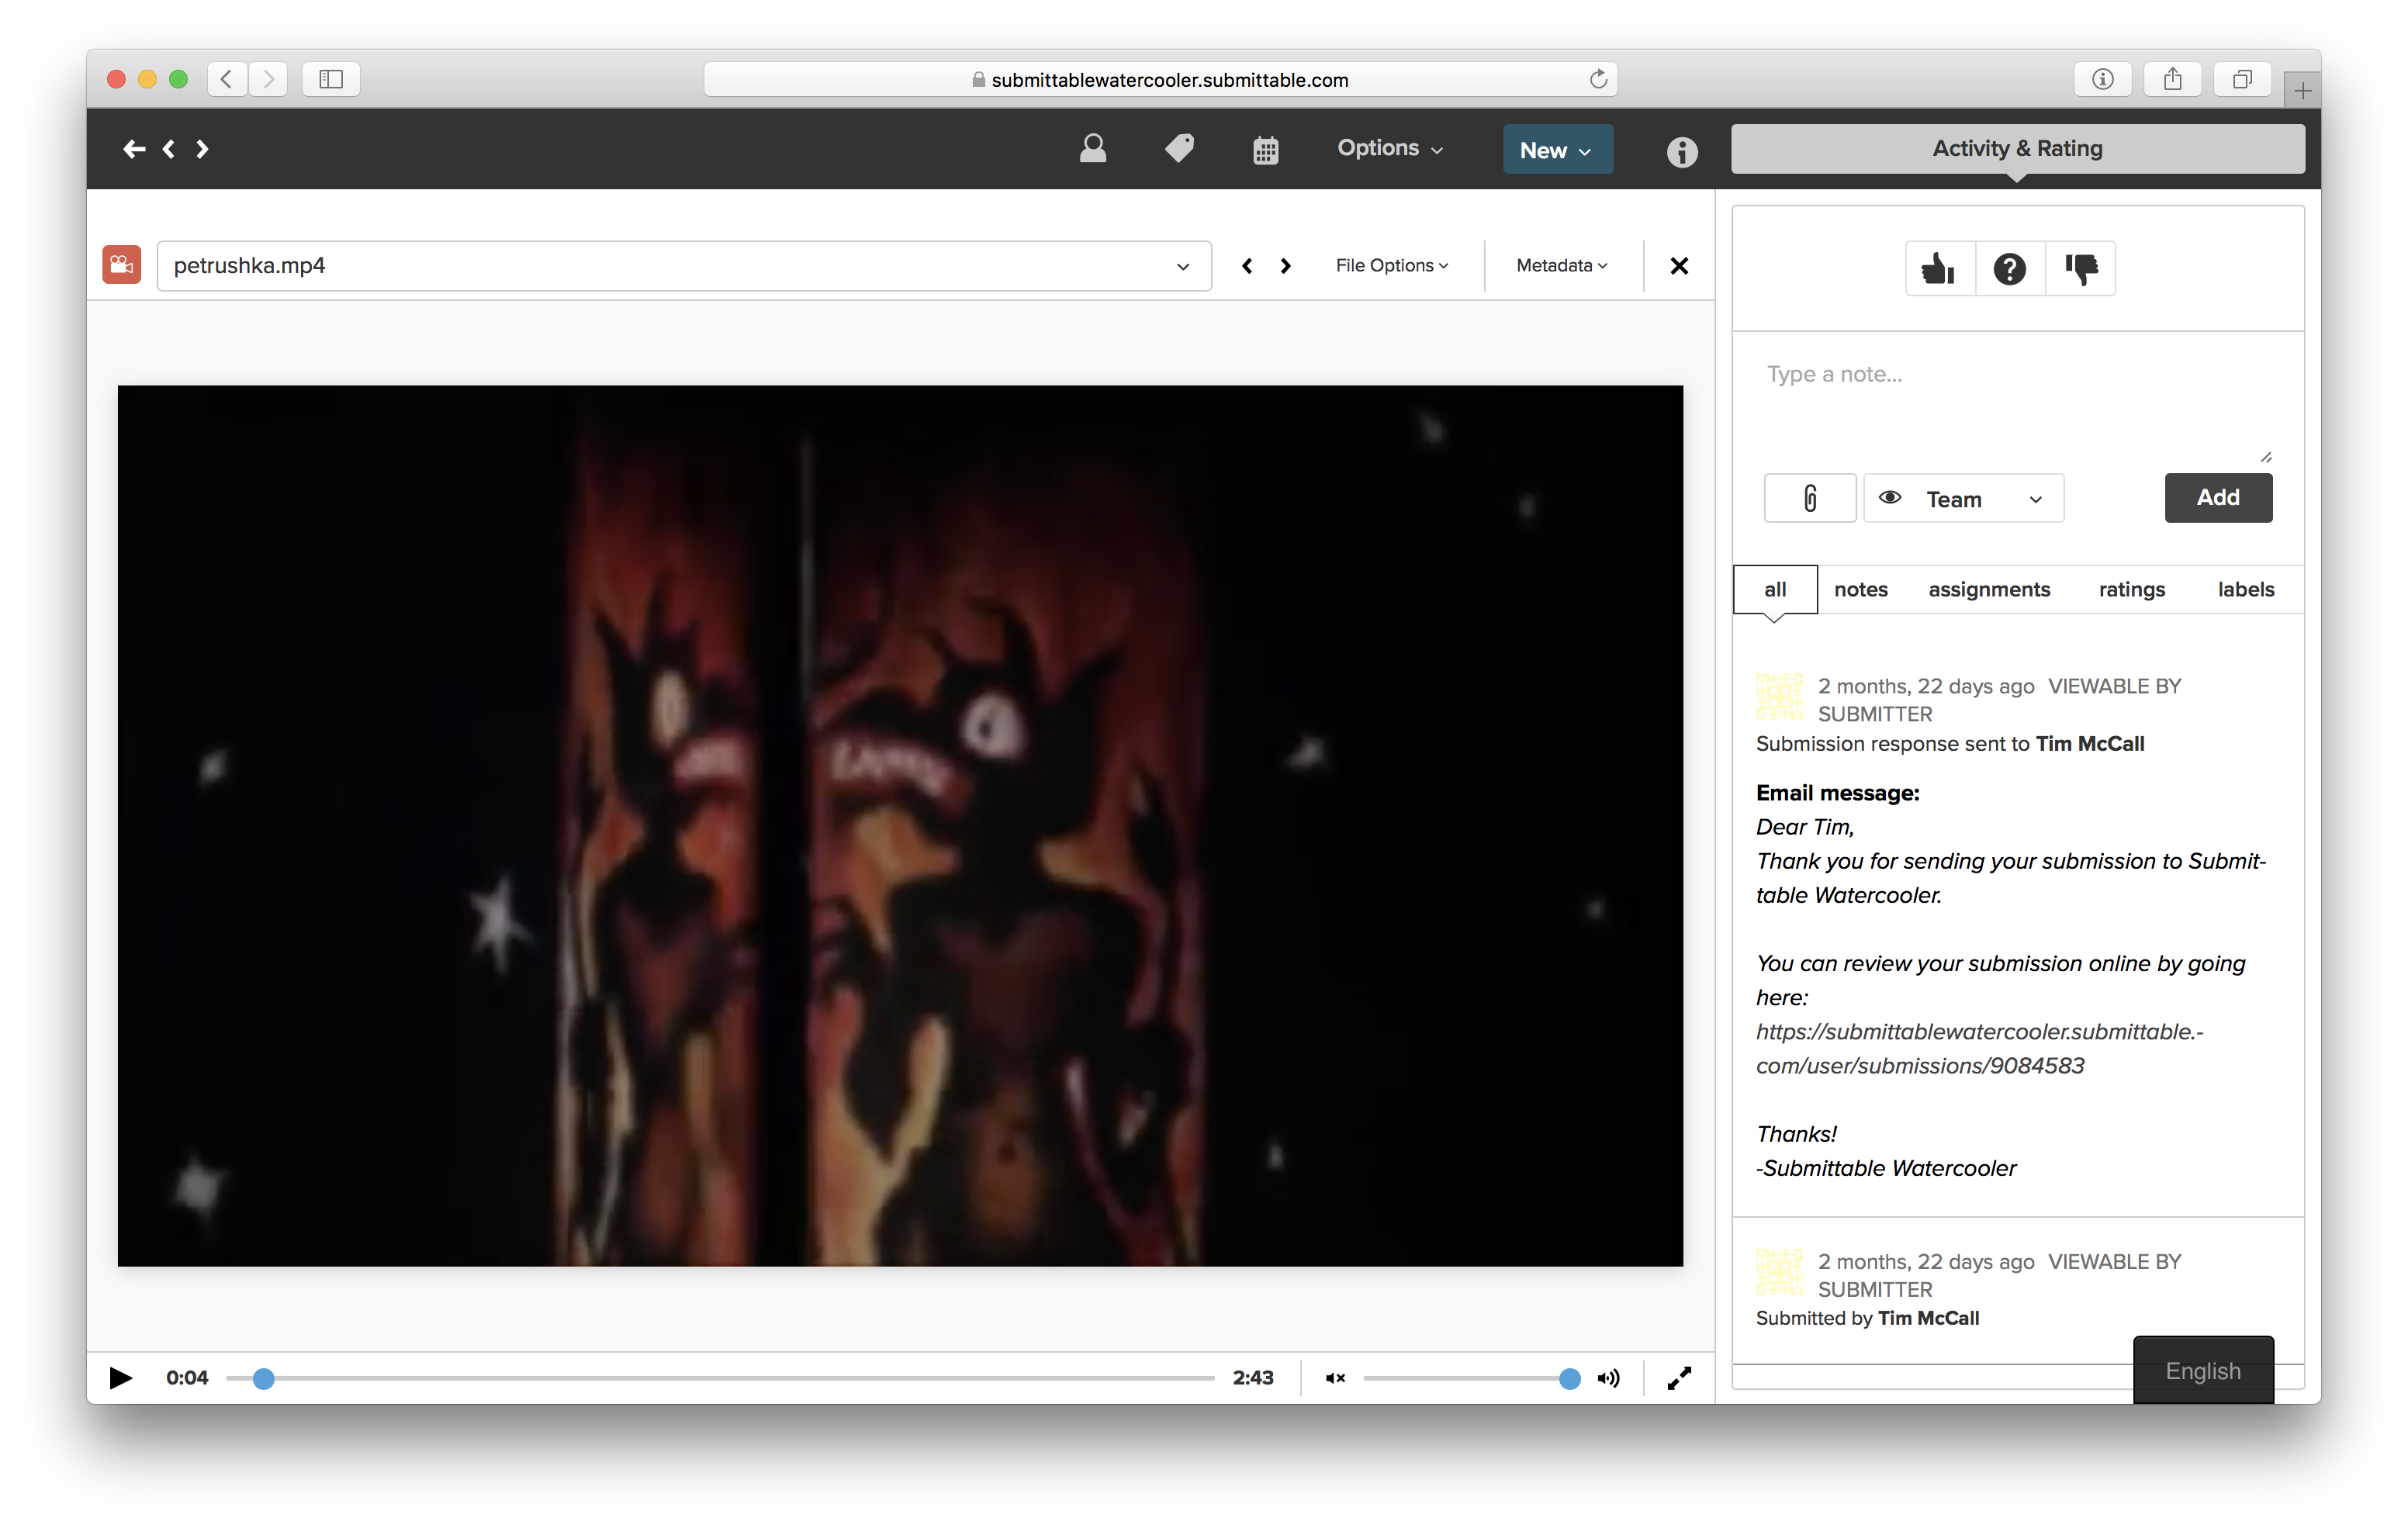 submittablewatercooler.submittable.com
Options
New
Activity & Rating
petrushka.mp4
File Options
Metadata
Type a note...
Team
Add
all
notes
assignments
ratings
labels
2 months, 22 days ago VIEWABLE BY
SUBMITTER
Submission response sent to Tim McCall
Email message:
Dear Tim,
Thank you for sending your submission to Submit-
table Watercooler.
You can review your submission online by going
here:
https://submittablewatercooler.submittable.-
com/user/submissions/9084583
Thanks!
-Submittable Watercooler
2 months, 22 days ago VIEWABLE BY
SUBMITTER
Submitted by Tim McCall
0:04
2:43
English